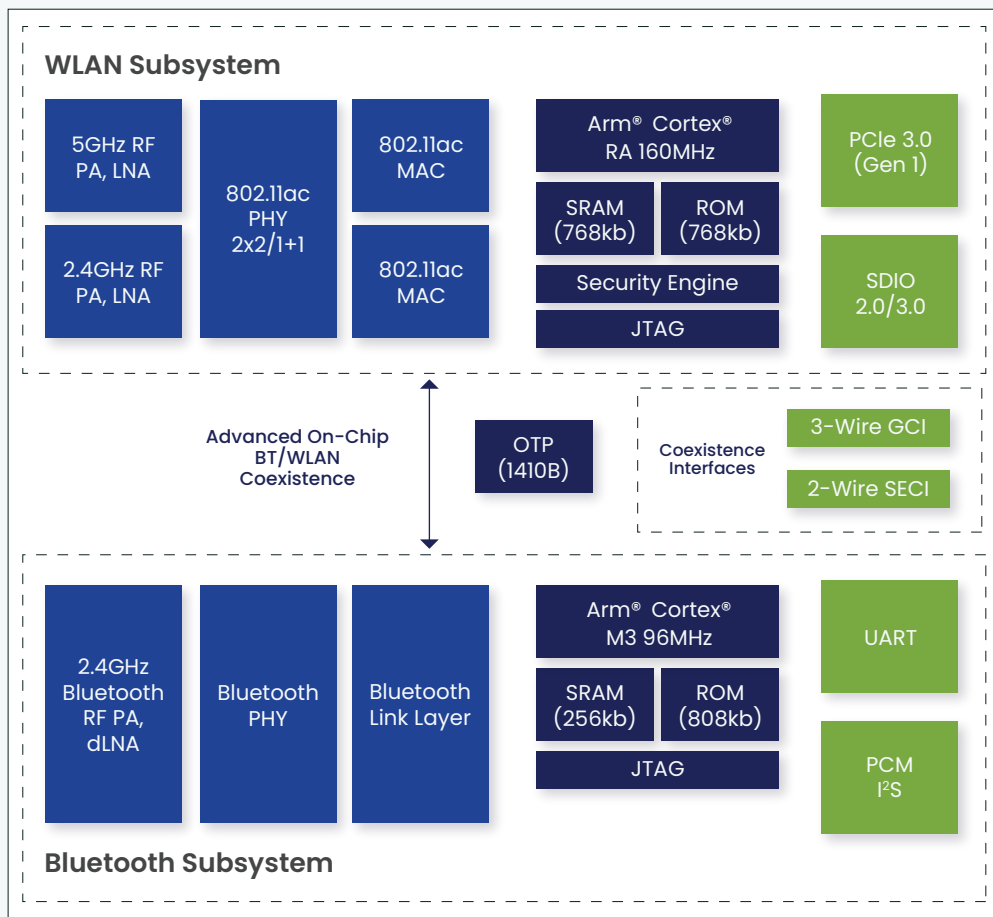 WLAN Subsystem
5GHz RF
PA, LNA
2.4GHz RF
PA, LNA
802.11ac
PHY
2x2/1+1
802.11ac
MAC
802.11ac
MAC
Arm® Cortex®
RA 160MHz
SRAM
(768kb)
ROM
(768kb)
Security Engine
JTAG
PCle 3.0
(Gen 1)
SDIO
2.0/3.0
Advanced On-Chip
BT/WLAN
Coexistence
OTP
(1410B)
Coexistence
Interfaces
3-Wire GCI
2-Wire SECI
2.4GHz
Bluetooth
RF PA,
dLNA
Bluetooth
PHY
Bluetooth
Link Layer
Arm® Cortex®
M3 96MHz
SRAM
(256kb)
ROM
(808kb)
JTAG
UART
PCM
I²S
Bluetooth Subsystem